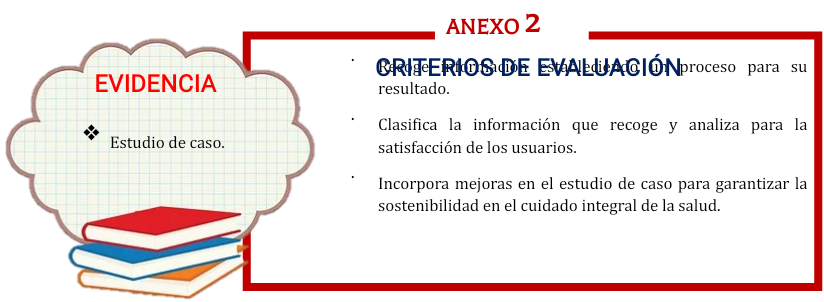 ANEXO 2
EVIDENCIA
❖ Estudio de caso.
CRITERIOS DE EVALUACIÓN
· Recoge información estableciendo un proceso para su
resultado.
· Clasifica la información que recoge y analiza para la
satisfacción de los usuarios.
· Incorpora mejoras en el estudio de caso para garantizar la
sostenibilidad en el cuidado integral de la salud.